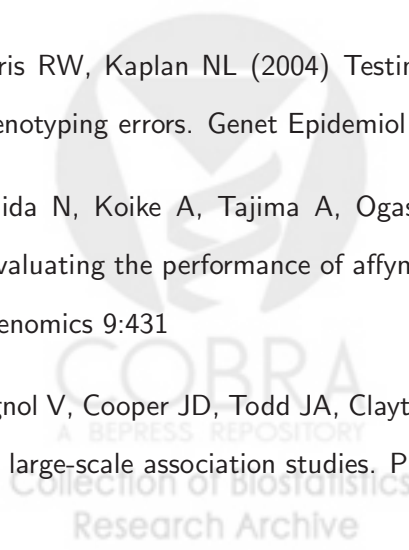 ris RW, Kaplan NL (2004) Testin
enotyping errors. Genet Epidemiol
ida N, Koike A, Tajima A, Ogas
valuating the performance of affyn
enomics 9:431
COBRA
gnol V, Cooper JD, Todd JA, Clayt
A BEPRESS REPOSITORY
large-scale association studies. P
Collection of Biostatistics
Research Archive